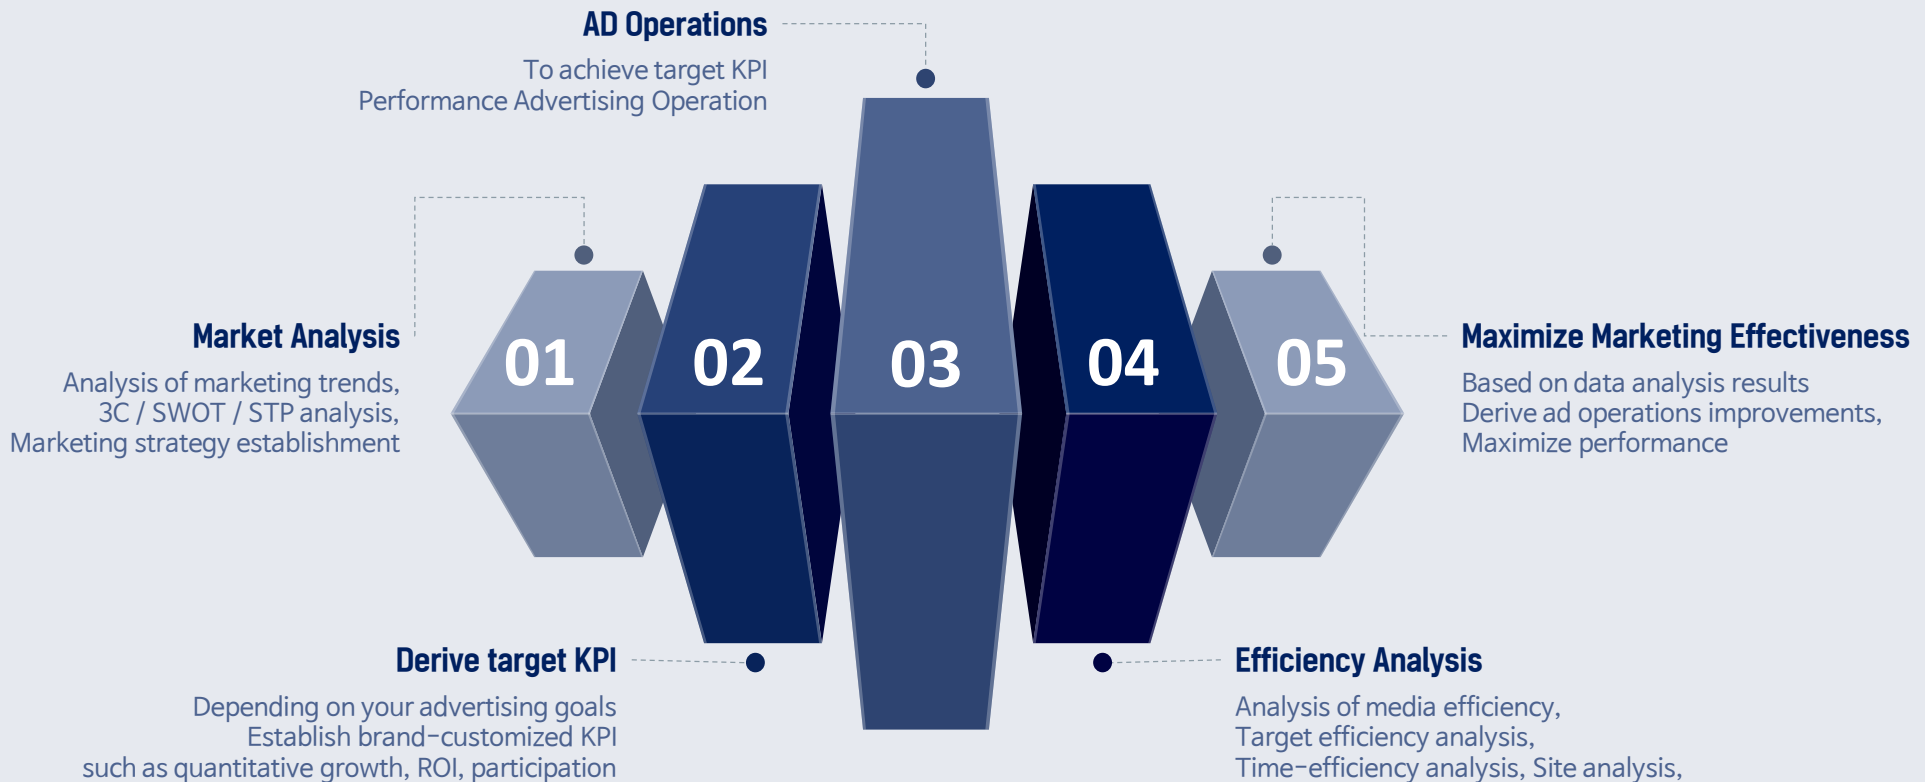 AD Operations
To achieve target KPI
Performance Advertising Operation
Market Analysis
Analysis of marketing trends,
3C / SWOT / STP analysis,
Marketing strategy establishment
01
02
03
04
05
Maximize Marketing Effectiveness
Based on data analysis results
Derive ad operations improvements,
Maximize performance
Derive target KPI
Depending on your advertising goals
Establish brand-customized KPI
such as quantitative growth, ROI, participation
Efficiency Analysis
Analysis of media efficiency,
Target efficiency analysis,
Time-efficiency analysis, Site analysis,